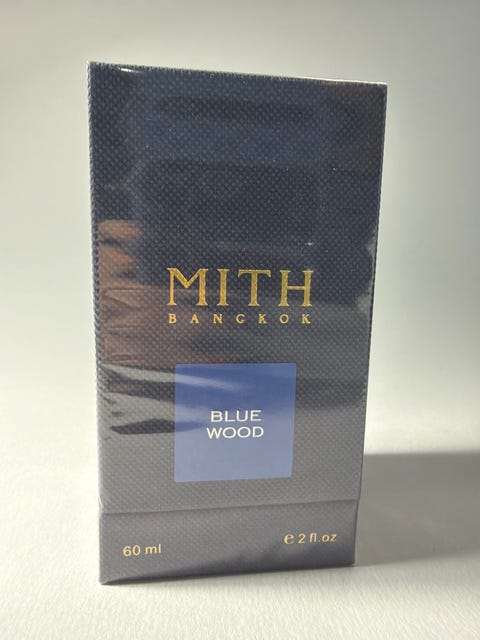 MITH
BANGKOK
BLUE
WOOD
60 ml
℮ 2 fl.oz